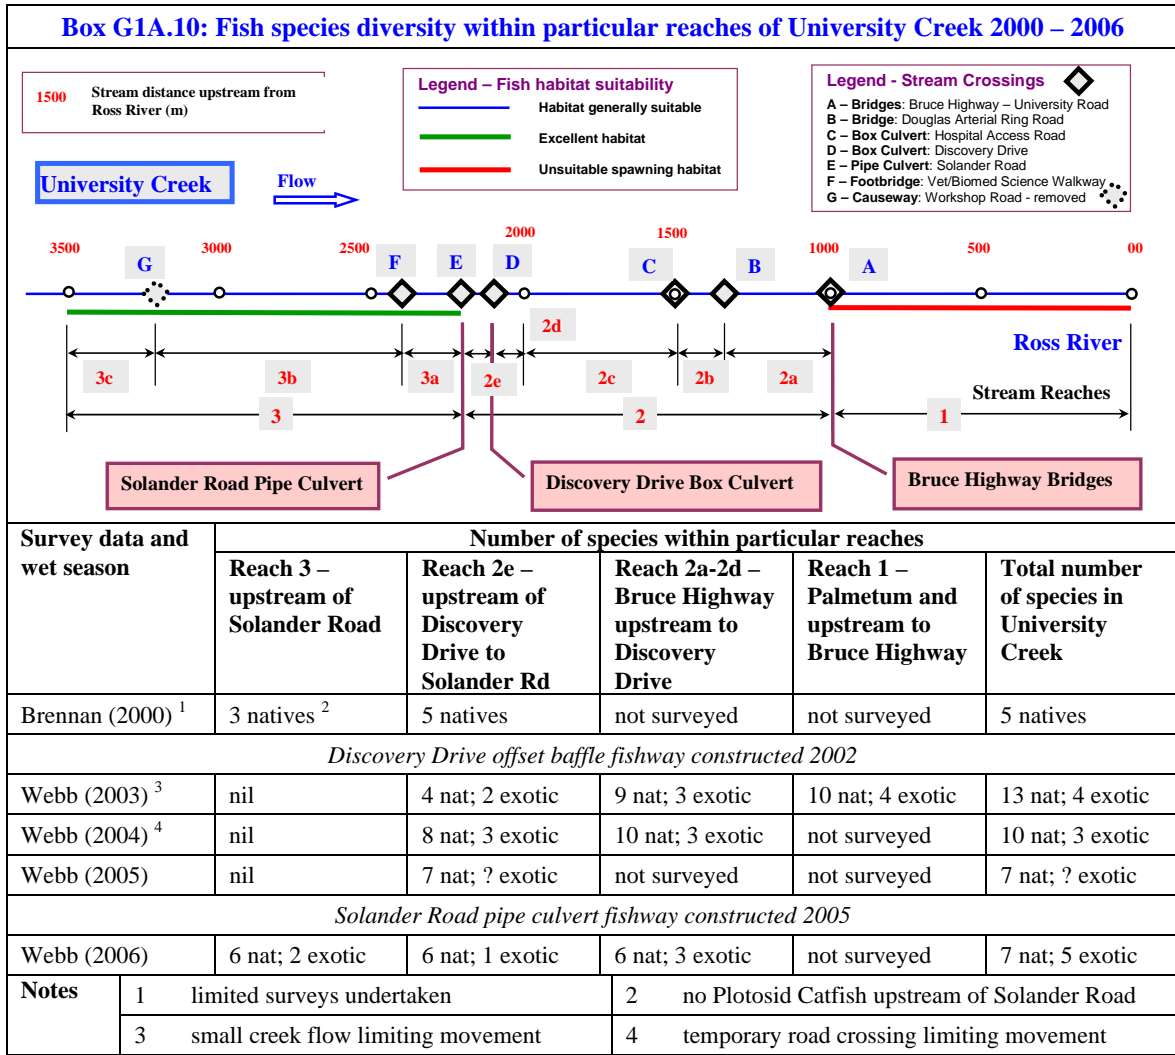 Box G1A.10: Fish species diversity within particular reaches of University Creek 2000 – 2006
1500 Stream distance upstream from
Ross River (m)
Legend – Fish habitat suitability
Habitat generally suitable
Excellent habitat
Unsuitable spawning habitat
Legend - Stream Crossings
A – Bridges: Bruce Highway – University Road
B – Bridge: Douglas Arterial Ring Road
C – Box Culvert: Hospital Access Road
D – Box Culvert: Discovery Drive
E – Pipe Culvert: Solander Road
F – Footbridge: Vet/Biomed Science Walkway
G – Causeway: Workshop Road - removed
University Creek
Flow
3500 3000 2500 2000 1500 1000 500 00
G F E D C B A
2d
Ross River
3c 3b 3a 2e 2c 2b 2a
Stream Reaches
3 2 1
Solander Road Pipe Culvert
Discovery Drive Box Culvert
Bruce Highway Bridges
Survey data and
wet season
Number of species within particular reaches
Reach 3 –
upstream of
Solander Road
Reach 2e –
upstream of
Discovery
Drive to
Solander Rd
Reach 2a-2d –
Bruce Highway
upstream to
Discovery
Drive
Reach 1 –
Palmetum and
upstream to
Bruce Highway
Total number
of species in
University
Creek
Brennan (2000) 1 3 natives 2 5 natives not surveyed not surveyed 5 natives
Discovery Drive offset baffle fishway constructed 2002
Webb (2003) 3 nil 4 nat; 2 exotic 9 nat; 3 exotic 10 nat; 4 exotic 13 nat; 4 exotic
Webb (2004) 4 nil 8 nat; 3 exotic 10 nat; 3 exotic not surveyed 10 nat; 3 exotic
Webb (2005) nil 7 nat; ? exotic not surveyed not surveyed 7 nat; ? exotic
Solander Road pipe culvert fishway constructed 2005
Webb (2006) 6 nat; 2 exotic 6 nat; 1 exotic 6 nat; 3 exotic not surveyed 7 nat; 5 exotic
Notes 1 limited surveys undertaken 2 no Plotosid Catfish upstream of Solander Road
3 small creek flow limiting movement 4 temporary road crossing limiting movement